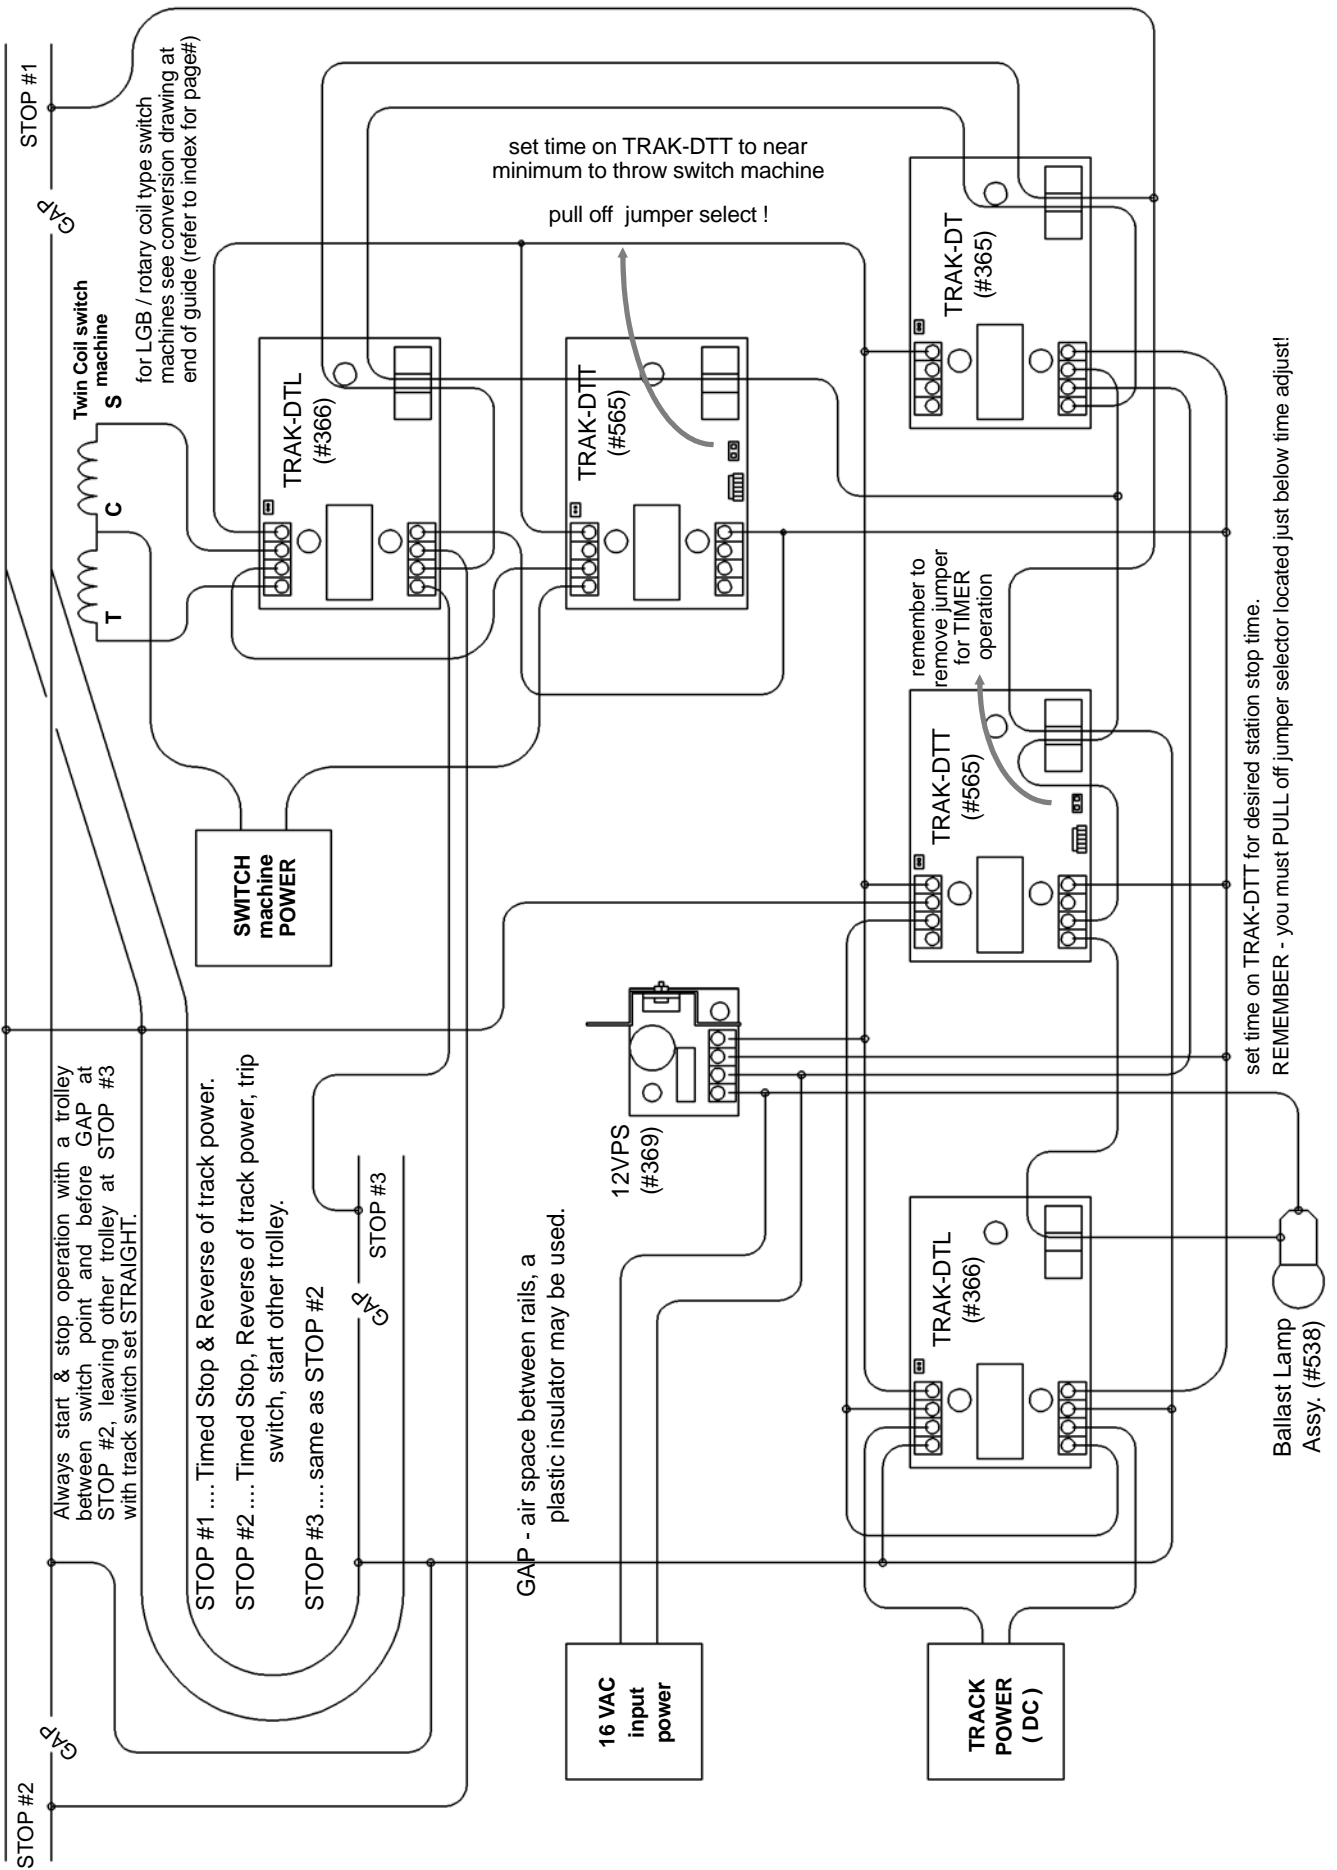 STOP #2
GAP
GAP
STOP #1
Always start & stop operation with a trolley
between switch point and before GAP at
STOP #2, leaving other trolley at STOP #3
with track switch set STRAIGHT.
STOP #1 .... Timed Stop & Reverse of track power.
STOP #2 .... Timed Stop, Reverse of track power, trip
switch, start other trolley.
STOP #3 .... same as STOP #2
GAP
STOP #3
Twin Coil switch
machine
T
C
S
for LGB / rotary coil type switch
machines see conversion drawing at
end of guide (refer to index for page#)
SWITCH
machine
POWER
TRAK-DTL
(#366)
set time on TRAK-DTT to near
minimum to throw switch machine
pull off jumper select !
GAP - air space between rails, a
plastic insulator may be used.
16 VAC
input
power
12VPS
(#369)
TRAK-DTT
(#565)
TRACK
POWER
( DC )
TRAK-DTL
(#366)
TRAK-DTT
(#565)
remember to
remove jumper
for TIMER
operation
TRAK-DT
(#365)
Ballast Lamp
Assy. (#538)
set time on TRAK-DTT for desired station stop time.
REMEMBER - you must PULL off jumper selector located just below time adjust!